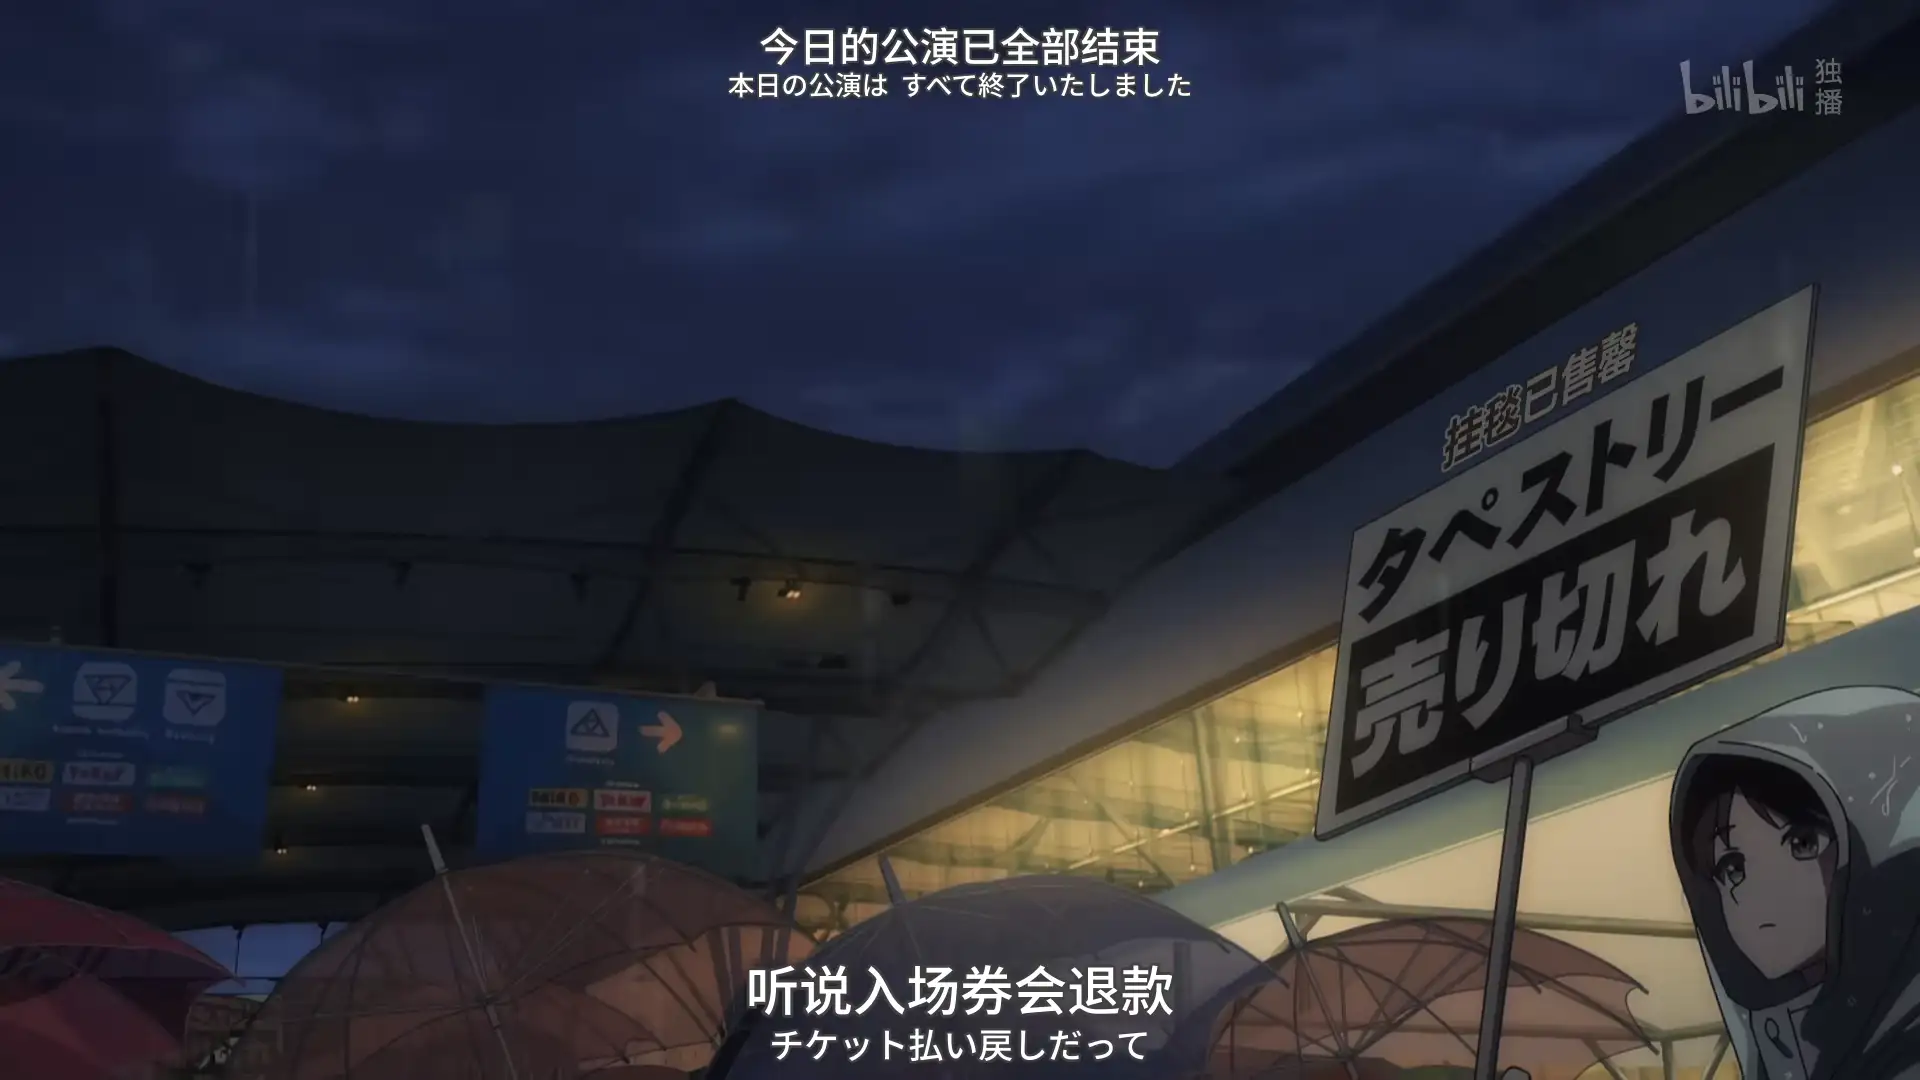 今日的公演已全部结束
本日の公演は すべて終了いたしました
bilibili 独播
挂毯已售罄
タペストリー
売り切れ
听说入场券会退款
チケット払い戻しだって